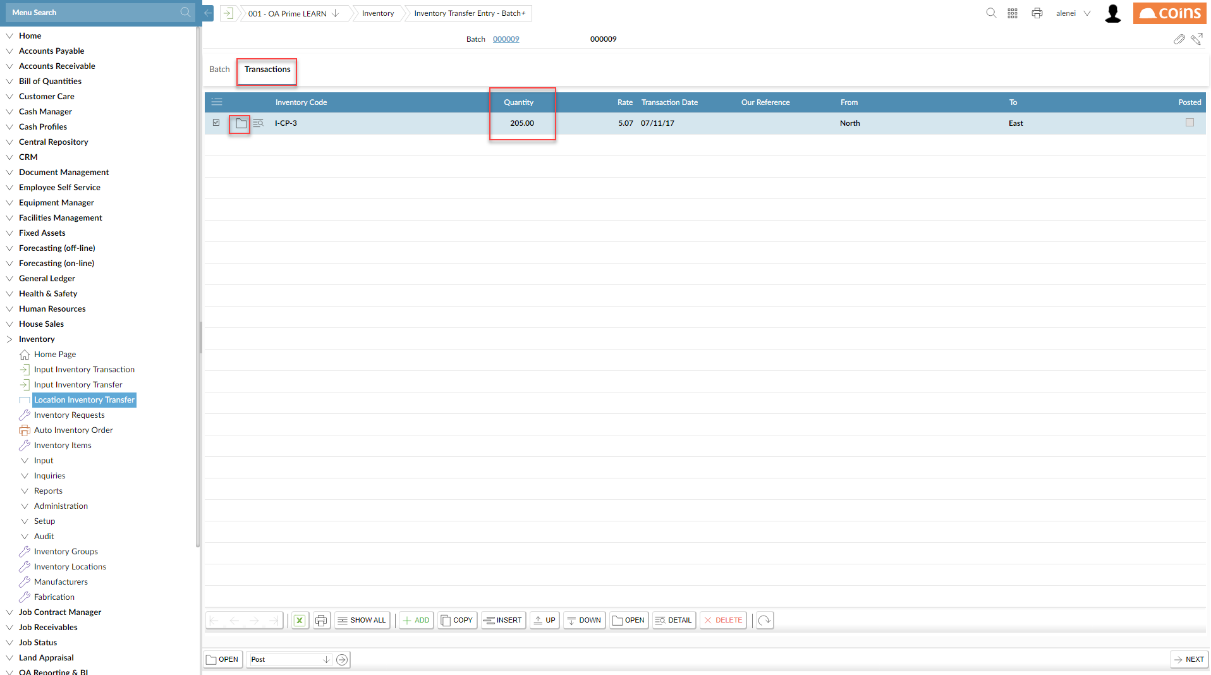 Menu Search
001 - OA Prime LEARN
Inventory
Inventory Transfer Entry - Batch+
alenei
coins
Batch 000009 000009
Batch Transactions
Inventory Code Quantity Rate Transaction Date Our Reference From To Posted
I-CP-3 205.00 5.07 07/11/17 North East
Home
Accounts Payable
Accounts Receivable
Bill of Quantities
Customer Care
Cash Manager
Cash Profiles
Central Repository
CRM
Document Management
Employee Self Service
Equipment Manager
Facilities Management
Fixed Assets
Forecasting (off-line)
Forecasting (on-line)
General Ledger
Health & Safety
Human Resources
House Sales
Inventory
Home Page
Input Inventory Transaction
Input Inventory Transfer
Location Inventory Transfer
Inventory Requests
Auto Inventory Order
Inventory Items
Input
Inquiries
Reports
Administration
Setup
Audit
Inventory Groups
Inventory Locations
Manufacturers
Fabrication
Job Contract Manager
Job Receivables
Job Status
Land Appraisal
OA Reporting & BI
SHOW ALL ADD COPY INSERT UP DOWN OPEN DETAIL DELETE
OPEN Post NEXT